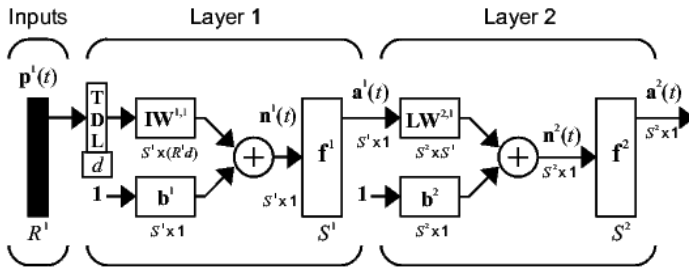 Inputs
Layer 1
Layer 2
p¹(t)
n¹(t)
a¹(t)
n²(t)
a²(t)
T
D
L
d
IW¹,¹
S¹x(R¹d)
1
b¹
S¹x1
S¹x1
f¹
S¹x1
LW²,¹
S²xS¹
1
b²
S²x1
S²x1
f²
S²x1
R¹
S¹
S²